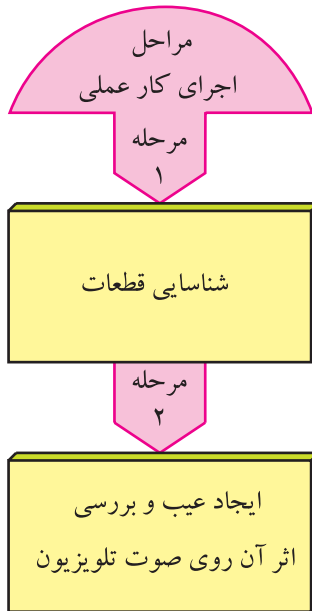 مراحل
اجرای کار عملی
مرحله
۱
شناسایی قطعات
مرحله
۲
ایجاد عیب و بررسی
اثر آن روی صوت تلویزیون